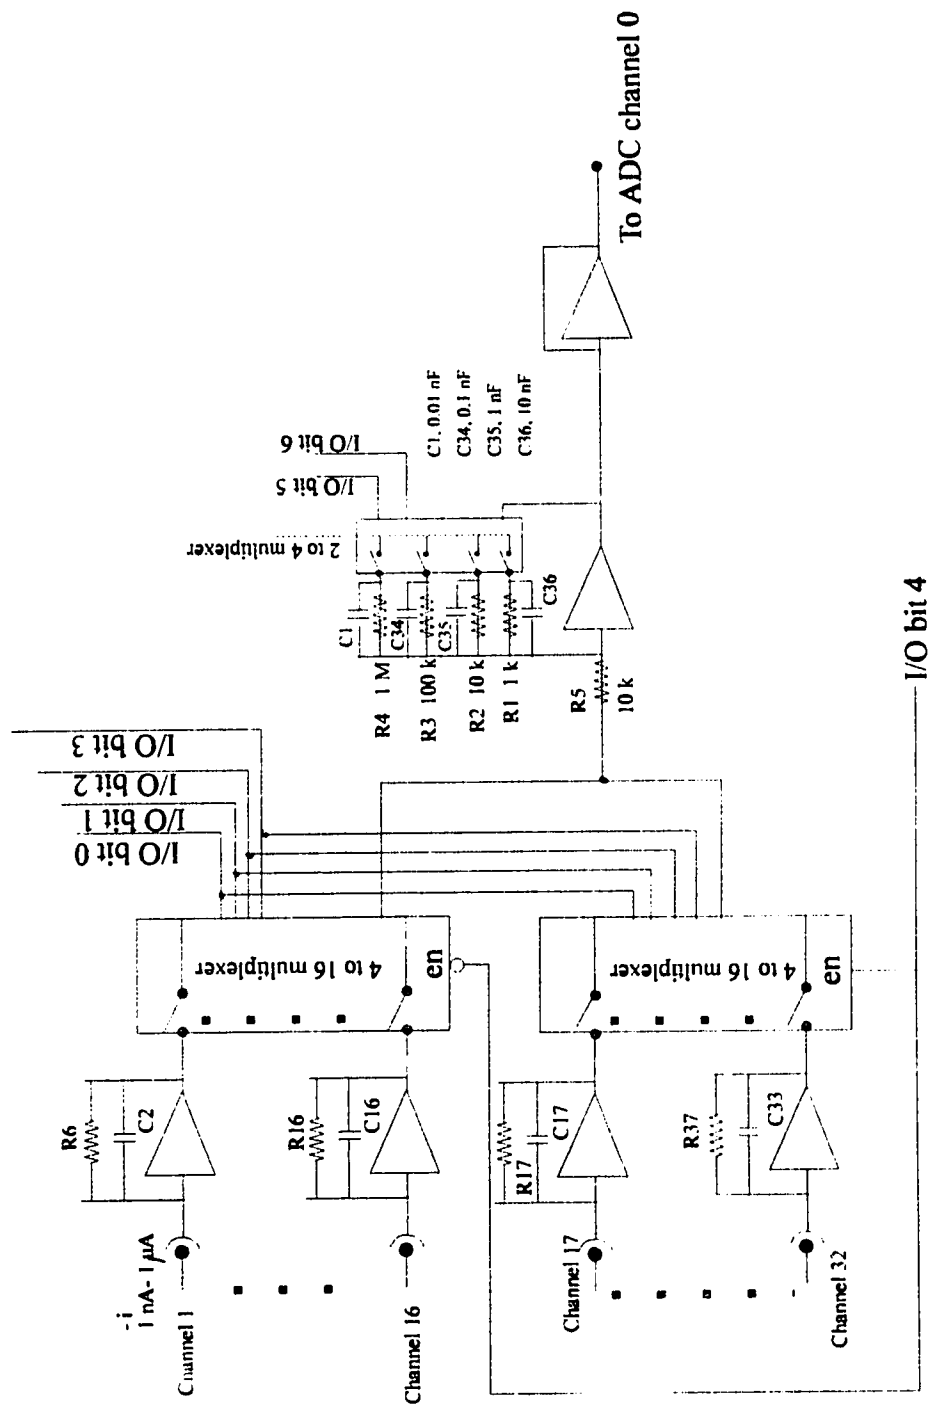 I/O bit 0
I/O bit 1
I/O bit 2
I/O bit 3
2 to 4 multiplexer
I/O bit 5
I/O bit 6
C1, 0.01 nF
C34, 0.1 nF
C35, 1 nF
C36, 10 nF
C1
R4 1 M
C34
R3 100 k
C35
R2 10 k
R1 1 k
C36
R5
10 k
To ADC channel 0
-i
1 nA- 1 µA
Channel 1
R6
C2
4 to 16 multiplexer
en
Channel 16
R16
C16
Channel 17
R17
C17
4 to 16 multiplexer
en
Channel 32
R37
C33
I/O bit 4